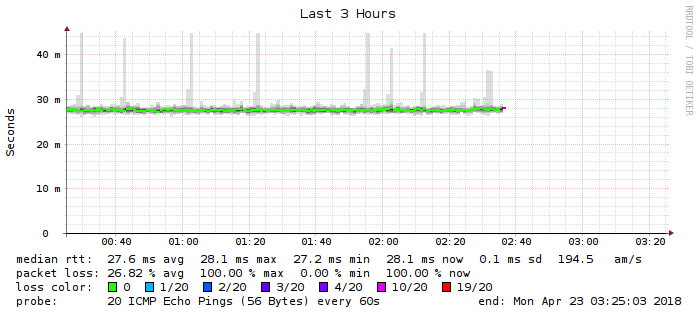 Last 3 Hours
RRDTOOL / TOBI OETIKER
Seconds
40 m
30 m
20 m
10 m
0
00:40 01:00 01:20 01:40 02:00 02:20 02:40 03:00 03:20
median rtt: 27.6 ms avg 28.1 ms max 27.2 ms min 28.1 ms now 0.1 ms sd 194.5 am/s
packet loss: 26.82 % avg 100.00 % max 0.00 % min 100.00 % now
loss color: 0 1/20 2/20 3/20 4/20 10/20 19/20
probe: 20 ICMP Echo Pings (56 Bytes) every 60s end: Mon Apr 23 03:25:03 2018